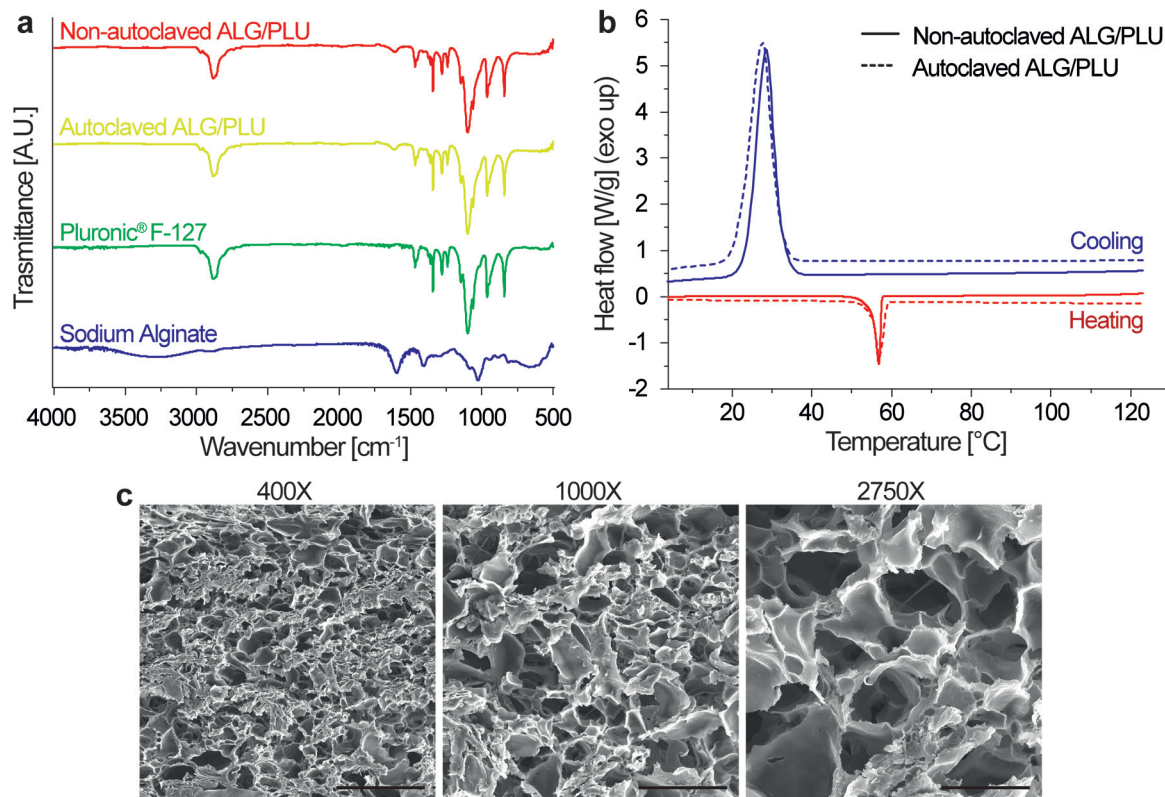 a
Non-autoclaved ALG/PLU
Autoclaved ALG/PLU
Pluronic® F-127
Sodium Alginate
Trasmittance [A.U.]
4000 3500 3000 2500 2000 1500 1000 500
Wavenumber [cm-1]
b
Non-autoclaved ALG/PLU
Autoclaved ALG/PLU
Heat flow [W/g] (exo up)
6
5
4
3
2
1
0
-1
-2
Cooling
Heating
20 40 60 80 100 120
Temperature [°C]
c
400X
1000X
2750X